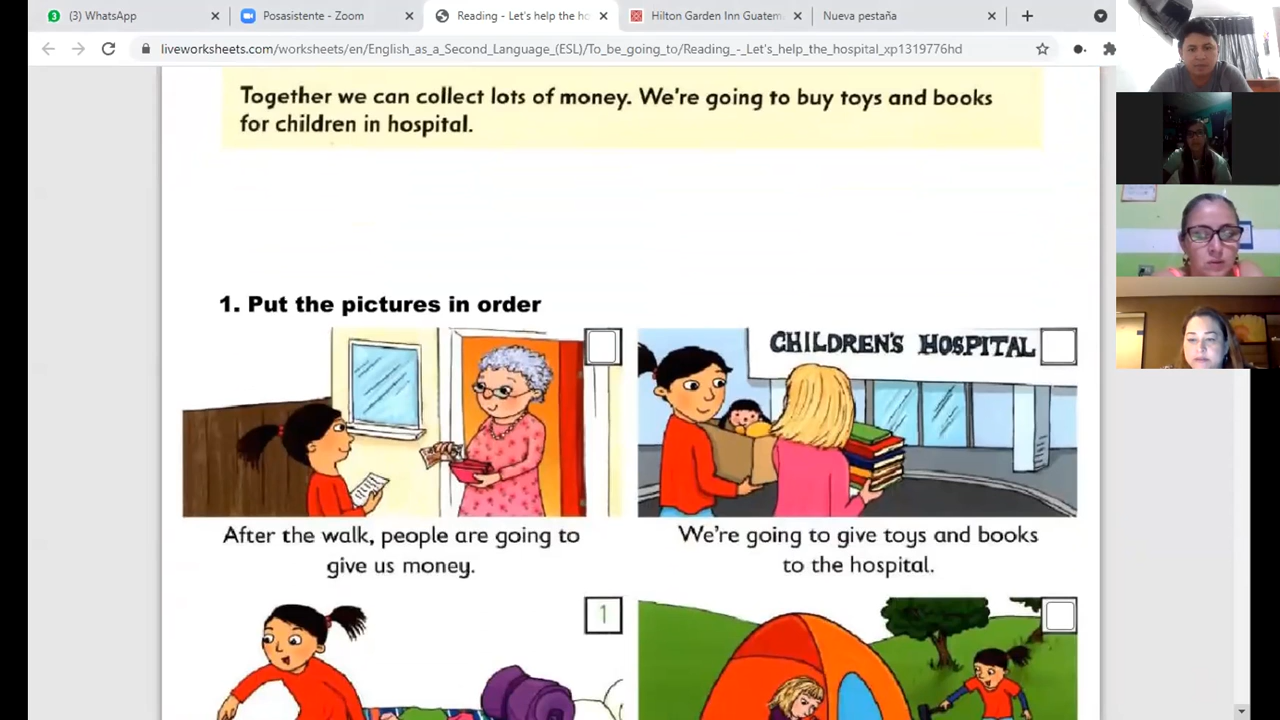 (3) WhatsApp
Posasistente - Zoom
Reading - Let's help the ho
Hilton Garden Inn Guatem
Nueva pestaña
liveworksheets.com/worksheets/en/English_as_a_Second_Language_(ESL)/To_be_going_to/Reading_-_Let's_help_the_hospital_xp1319776hd
Together we can collect lots of money. We're going to buy toys and books
for children in hospital.
1. Put the pictures in order
CHILDREN'S HOSPITAL
After the walk, people are going to
give us money.
We're going to give toys and books
to the hospital.
1